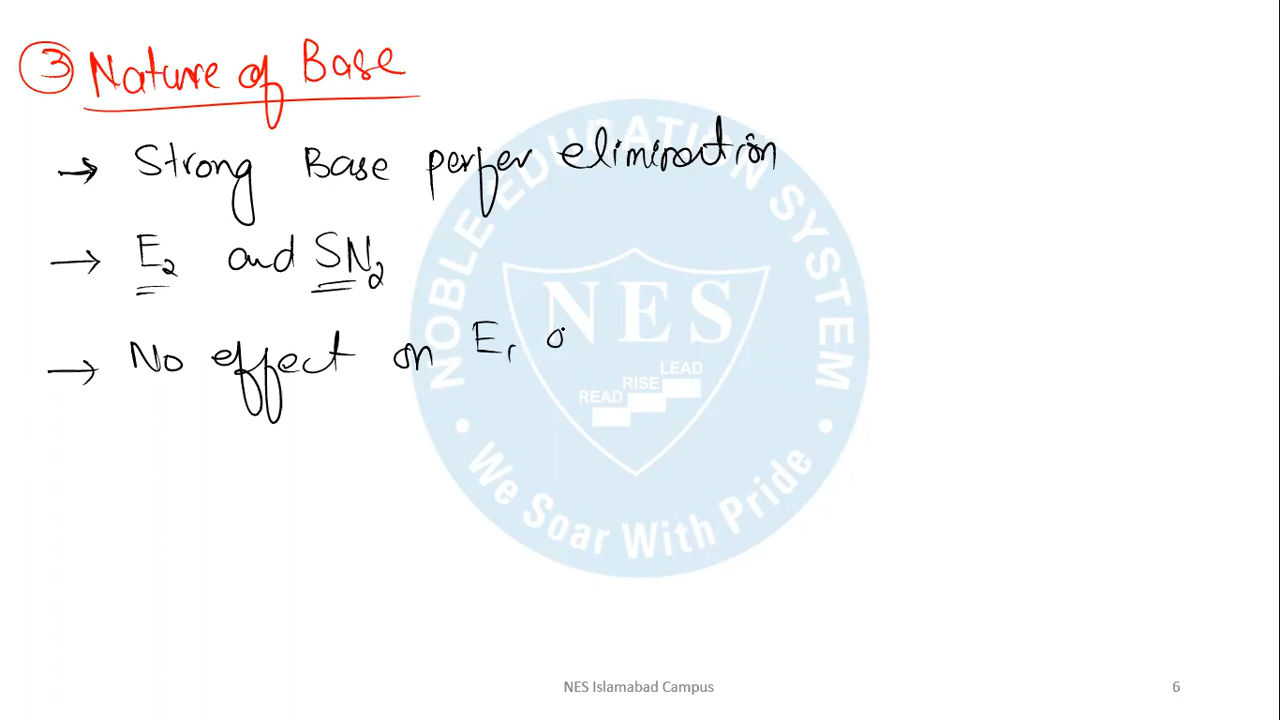 ③ Nature of Base
→ Strong Base perfer elimination
→ E₂ and SN₂
→ No effect on E₁ o
NOBLE EDUCATION SYSTEM
NES
LEAD
RISE
READ
• We Soar With Pride •
NES Islamabad Campus 6